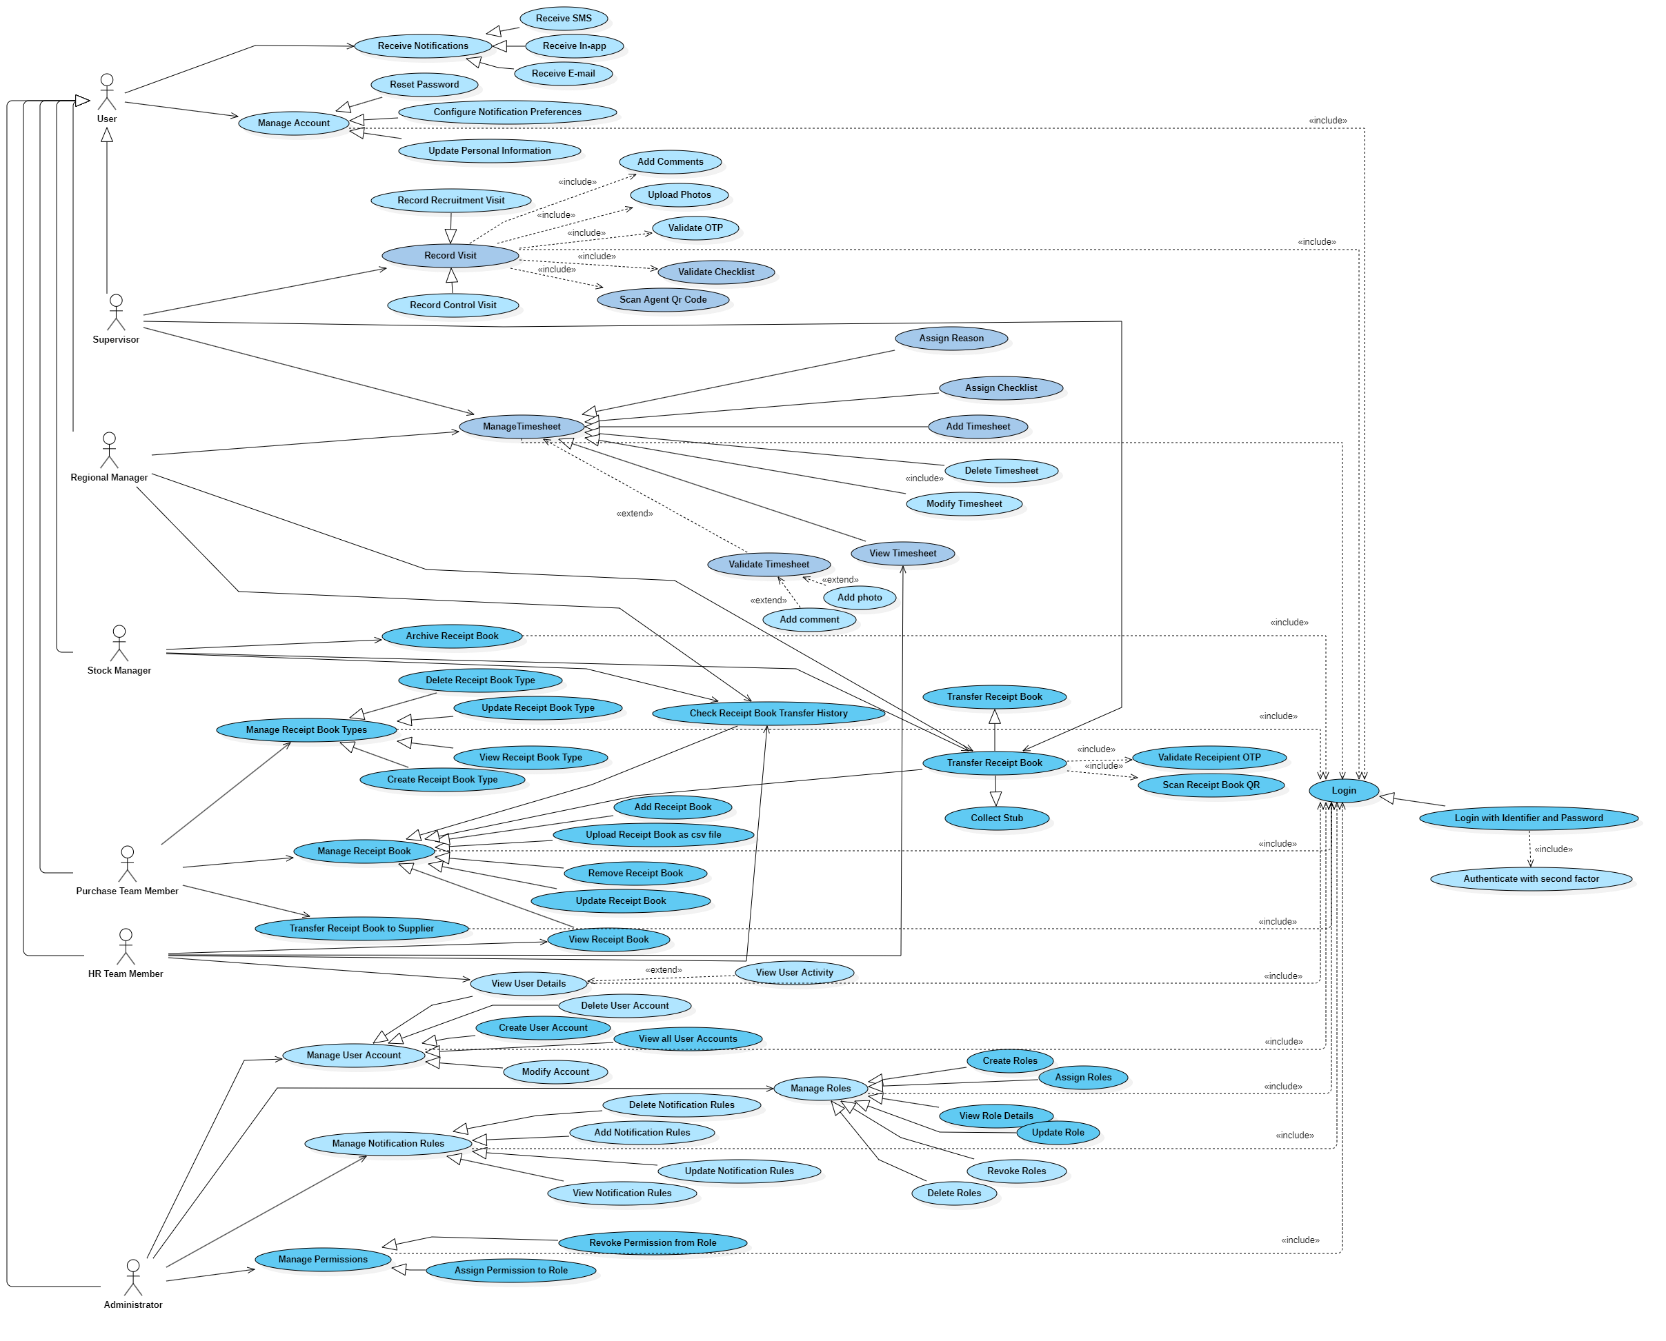 Receive SMS
Receive Notifications
Receive In-app
Receive E-mail
Reset Password
User
Configure Notification Preferences
Manage Account
«include»
Update Personal Information
Add Comments
«include»
Record Recruitment Visit
Upload Photos
«include»
Validate OTP
«include»
«include»
Record Visit
«include»
Validate Checklist
«include»
Scan Agent Qr Code
Record Control Visit
Supervisor
Assign Reason
Assign Checklist
ManageTimesheet
Add Timesheet
Regional Manager
Delete Timesheet
«include»
Modify Timesheet
«extend»
View Timesheet
Validate Timesheet
«extend»
Add photo
«extend»
Add comment
«include»
Archive Receipt Book
Stock Manager
Delete Receipt Book Type
Transfer Receipt Book
Update Receipt Book Type
Check Receipt Book Transfer History
«include»
Manage Receipt Book Types
View Receipt Book Type
«include»
Validate Receipient OTP
Transfer Receipt Book
«include»
Create Receipt Book Type
Scan Receipt Book QR
Login
Add Receipt Book
Collect Stub
Login with Identifier and Password
Upload Receipt Book as csv file
«include»
Manage Receipt Book
«include»
Remove Receipt Book
Authenticate with second factor
Purchase Team Member
Update Receipt Book
«include»
Transfer Receipt Book to Supplier
View Receipt Book
HR Team Member
«extend»
View User Activity
«include»
View User Details
Delete User Account
Create User Account
View all User Accounts
«include»
Manage User Account
Create Roles
Modify Account
Assign Roles
Manage Roles
«include»
Delete Notification Rules
View Role Details
Add Notification Rules
Update Role
«include»
Manage Notification Rules
Update Notification Rules
Revoke Roles
View Notification Rules
Delete Roles
Revoke Permission from Role
«include»
Manage Permissions
Assign Permission to Role
Administrator